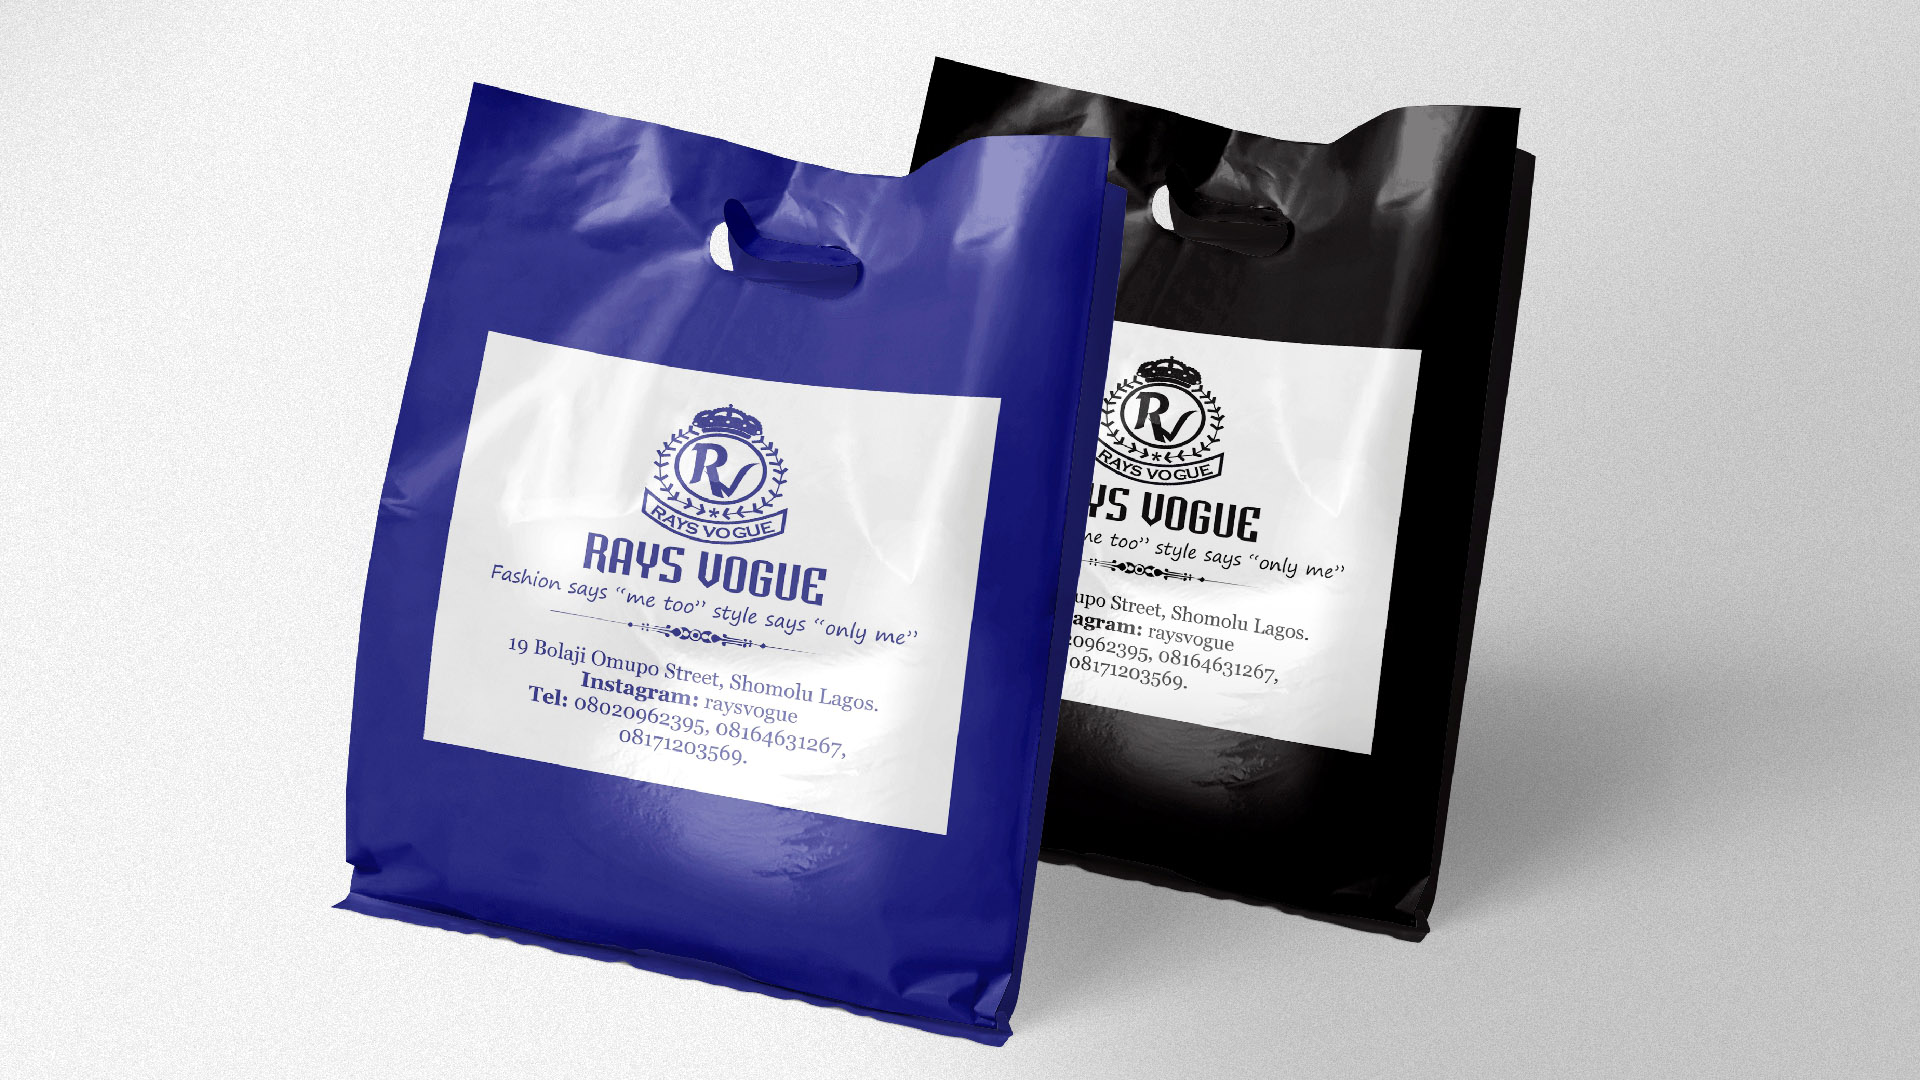 RV
RAYS VOGUE
RAYS VOGUE
Fashion says “me too” style says “only me”
19 Bolaji Omupo Street, Shomolu Lagos.
Instagram: raysvogue
Tel: 08020962395, 08164631267,
08171203569.
RV
RAYS VOGUE
YS VOGUE
me too” style says “only me”
upo Street, Shomolu Lagos.
agram: raysvogue
20962395, 08164631267,
08171203569.